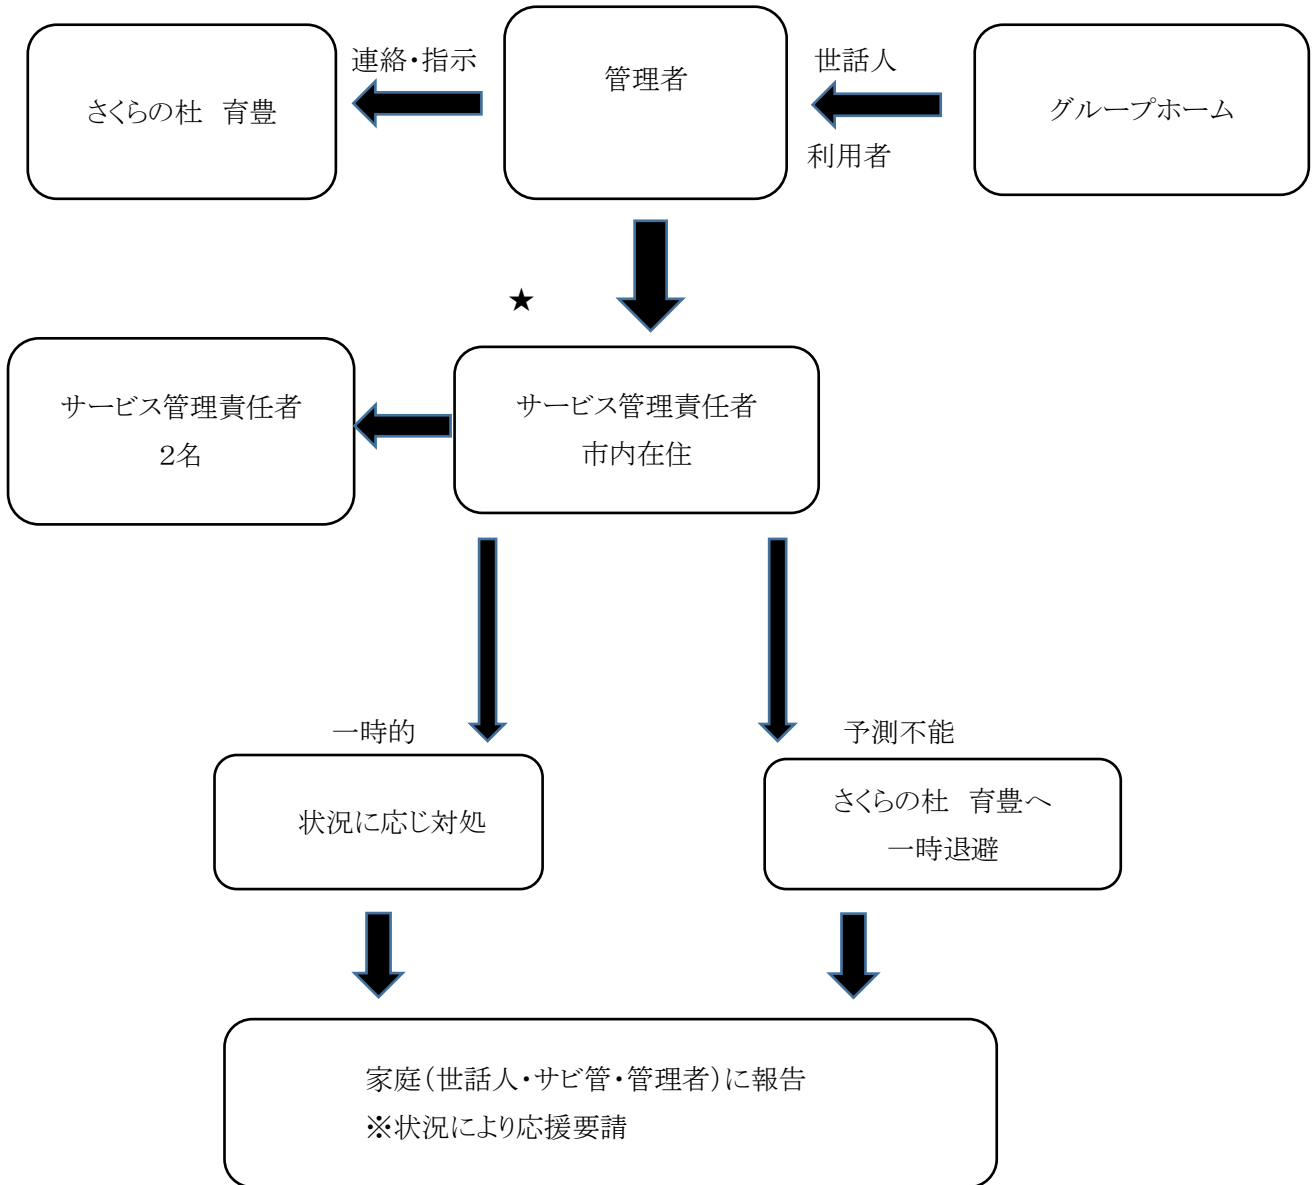 連絡・指示
管理者
世話人
さくらの杜 育豊
グループホーム
利用者
★
サービス管理責任者
2名
サービス管理責任者
市内在住
一時的
予測不能
状況に応じ対処
さくらの杜 育豊へ
一時退避
家庭(世話人・サビ管・管理者)に報告
※状況により応援要請